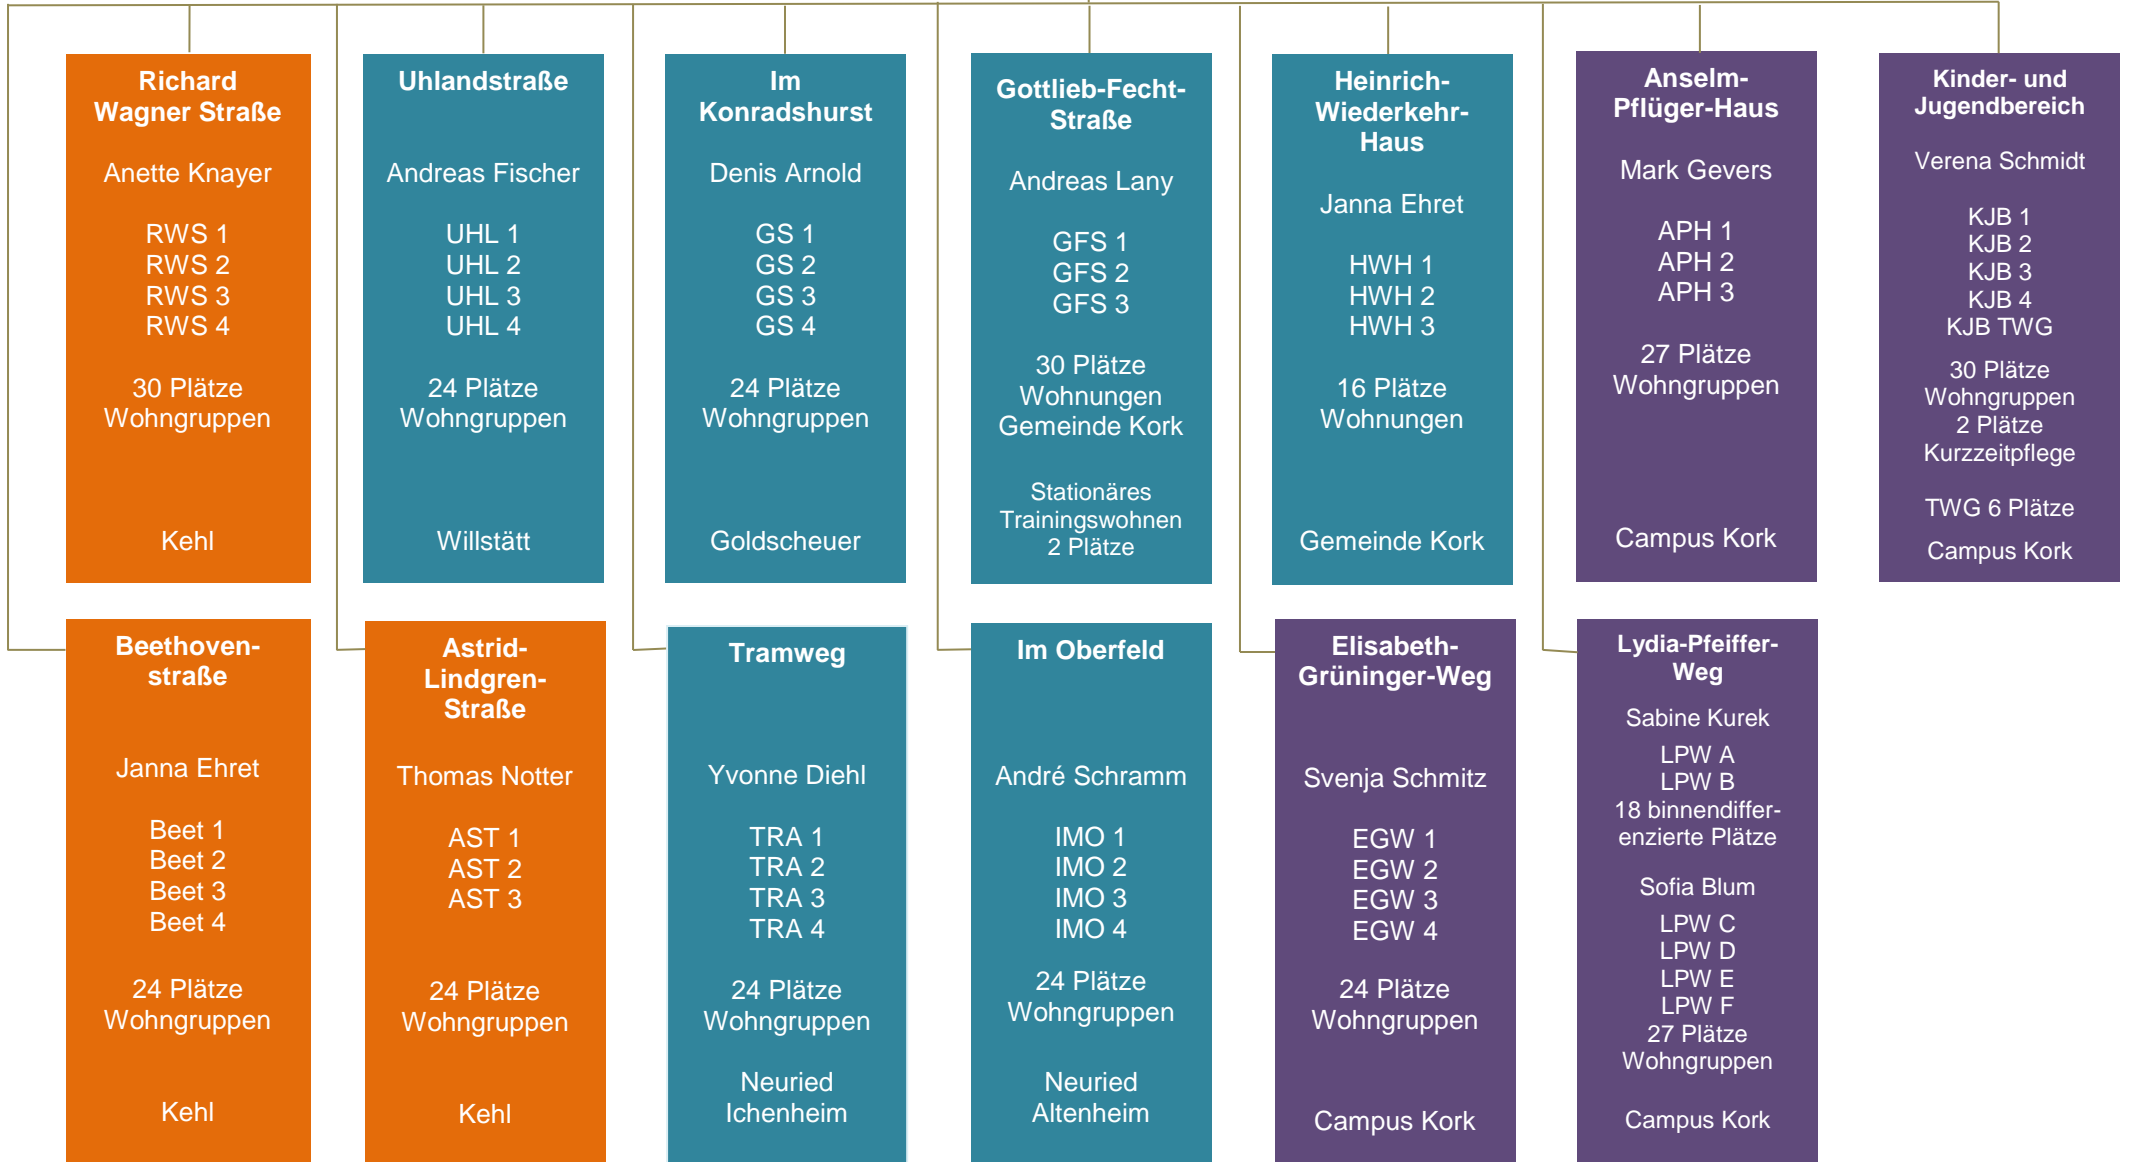 Richard
Wagner Straße
Anette Knayer
RWS 1
RWS 2
RWS 3
RWS 4
30 Plätze
Wohngruppen
Kehl
Uhlandstraße
Andreas Fischer
UHL 1
UHL 2
UHL 3
UHL 4
24 Plätze
Wohngruppen
Willstätt
Im
Konradshurst
Denis Arnold
GS 1
GS 2
GS 3
GS 4
24 Plätze
Wohngruppen
Goldscheuer
Gottlieb-Fecht-
Straße
Andreas Lany
GFS 1
GFS 2
GFS 3
30 Plätze
Wohnungen
Gemeinde Kork
Stationäres
Trainingswohnen
2 Plätze
Heinrich-
Wiederkehr-
Haus
Janna Ehret
HWH 1
HWH 2
HWH 3
16 Plätze
Wohnungen
Gemeinde Kork
Anselm-
Pflüger-Haus
Mark Gevers
APH 1
APH 2
APH 3
27 Plätze
Wohngruppen
Campus Kork
Kinder- und
Jugendbereich
Verena Schmidt
KJB 1
KJB 2
KJB 3
KJB 4
KJB TWG
30 Plätze
Wohngruppen
2 Plätze
Kurzzeitpflege
TWG 6 Plätze
Campus Kork
Beethoven-
straße
Janna Ehret
Beet 1
Beet 2
Beet 3
Beet 4
24 Plätze
Wohngruppen
Kehl
Astrid-
Lindgren-
Straße
Thomas Notter
AST 1
AST 2
AST 3
24 Plätze
Wohngruppen
Kehl
Tramweg
Yvonne Diehl
TRA 1
TRA 2
TRA 3
TRA 4
24 Plätze
Wohngruppen
Neuried
Ichenheim
Im Oberfeld
André Schramm
IMO 1
IMO 2
IMO 3
IMO 4
24 Plätze
Wohngruppen
Neuried
Altenheim
Elisabeth-
Grüninger-Weg
Svenja Schmitz
EGW 1
EGW 2
EGW 3
EGW 4
24 Plätze
Wohngruppen
Campus Kork
Lydia-Pfeiffer-
Weg
Sabine Kurek
LPW A
LPW B
18 binnendiffer-
enzierte Plätze
Sofia Blum
LPW C
LPW D
LPW E
LPW F
27 Plätze
Wohngruppen
Campus Kork